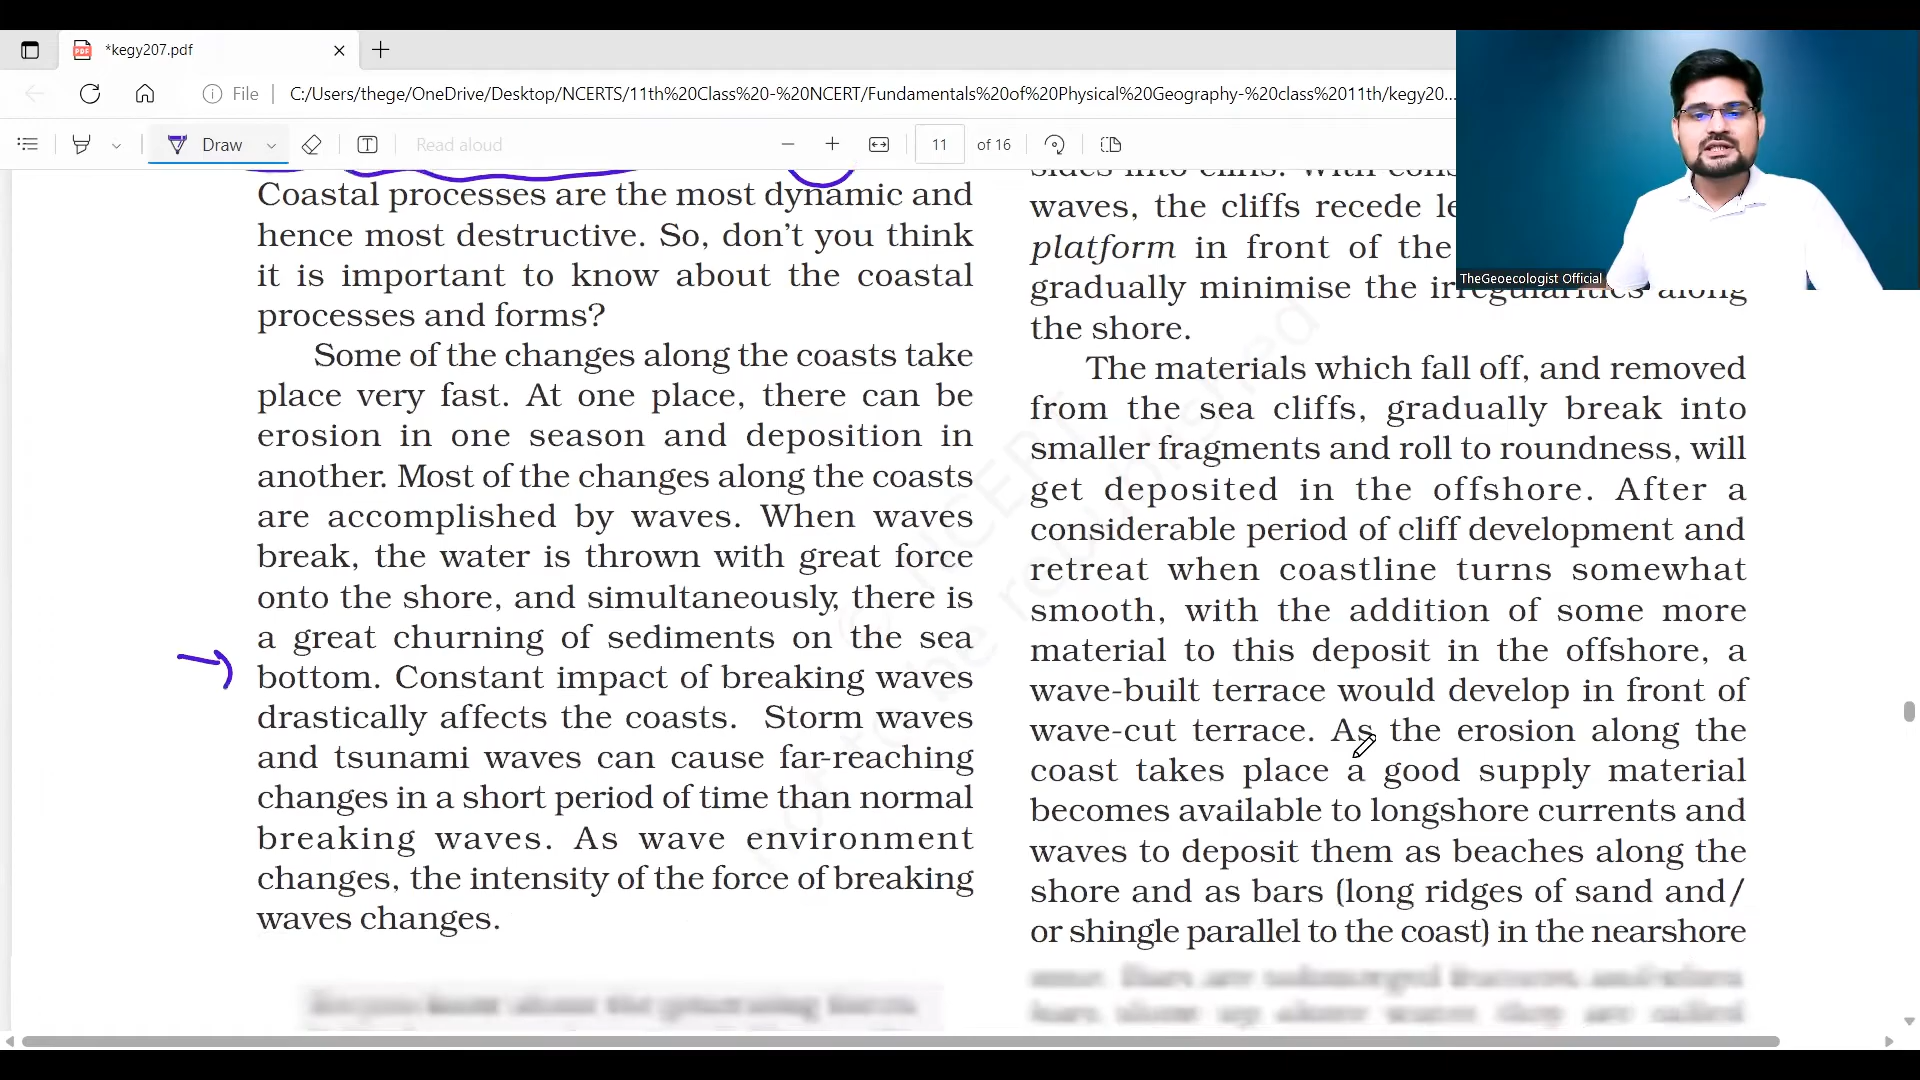 *kegy207.pdf
File
C:/Users/thege/OneDrive/Desktop/NCERTS/11th%20Class%20-%20NCERT/Fundamentals%20of%20Physical%20Geography-%20class%2011th/kegy20...
Draw
Read aloud
11
of 16
TheGeoecologist Official
Coastal processes are the most dynamic and
hence most destructive. So, don't you think
it is important to know about the coastal
processes and forms?
Some of the changes along the coasts take
place very fast. At one place, there can be
erosion in one season and deposition in
another. Most of the changes along the coasts
are accomplished by waves. When waves
break, the water is thrown with great force
onto the shore, and simultaneously, there is
a great churning of sediments on the sea
bottom. Constant impact of breaking waves
drastically affects the coasts. Storm waves
and tsunami waves can cause far-reaching
changes in a short period of time than normal
breaking waves. As wave environment
changes, the intensity of the force of breaking
waves changes.
sides into cliffs. With
waves, the cliffs recede
platform in front of the
gradually minimise the irregularities along
the shore.
The materials which fall off, and removed
from the sea cliffs, gradually break into
smaller fragments and roll to roundness, will
get deposited in the offshore. After a
considerable period of cliff development and
retreat when coastline turns somewhat
smooth, with the addition of some more
material to this deposit in the offshore, a
wave-built terrace would develop in front of
wave-cut terrace. As the erosion along the
coast takes place a good supply material
becomes available to longshore currents and
waves to deposit them as beaches along the
shore and as bars (long ridges of sand and/
or shingle parallel to the coast) in the nearshore